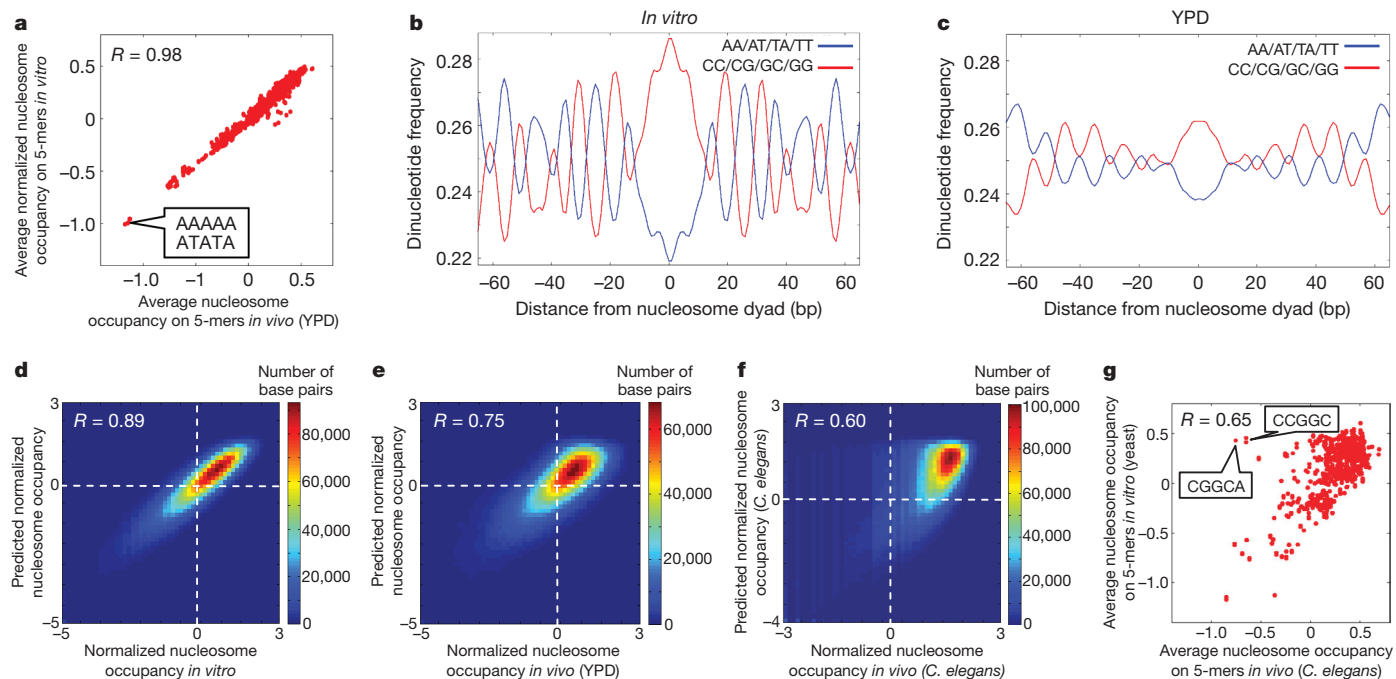 a
R = 0.98
Average normalized nucleosome
occupancy on 5-mers in vitro
0.5
0
−0.5
−1.0
AAAAA
ATATA
−1.0
−1
0
0.5
Average nucleosome
occupancy on 5-mers in vivo (YPD)
b
In vitro
AA/AT/TA/TT
CC/CG/GC/GG
Dinucleotide frequency
0.28
0.26
0.24
0.22
−60
−40
−20
0
20
40
60
Distance from nucleosome dyad (bp)
c
YPD
AA/AT/TA/TT
CC/CG/GC/GG
Dinucleotide frequency
0.28
0.26
0.24
0.22
−60
−40
−20
0
20
40
60
Distance from nucleosome dyad (bp)
d
Number of
base pairs
R = 0.89
Predicted normalized
nucleosome occupancy
3
0
−5
−5
0
3
80,000
60,000
40,000
20,000
0
Normalized nucleosome
occupancy in vitro
e
Number of
base pairs
R = 0.75
Predicted normalized
nucleosome occupancy
3
0
−5
−5
0
3
60,000
40,000
20,000
0
Normalized nucleosome
occupancy in vivo (YPD)
f
Number of
base pairs
R = 0.60
Predicted normalized nucleosome
occupancy (C. elegans)
3
0
−4
−3
0
3
100,000
80,000
60,000
40,000
20,000
0
Normalized nucleosome
occupancy in vivo (C. elegans)
g
R = 0.65
CCGGC
CGGCA
Average nucleosome occupancy
on 5-mers in vitro (yeast)
0.5
0
−0.5
−1.0
−1.0
−0.5
0
0.5
Average nucleosome occupancy
on 5-mers in vivo (C. elegans)